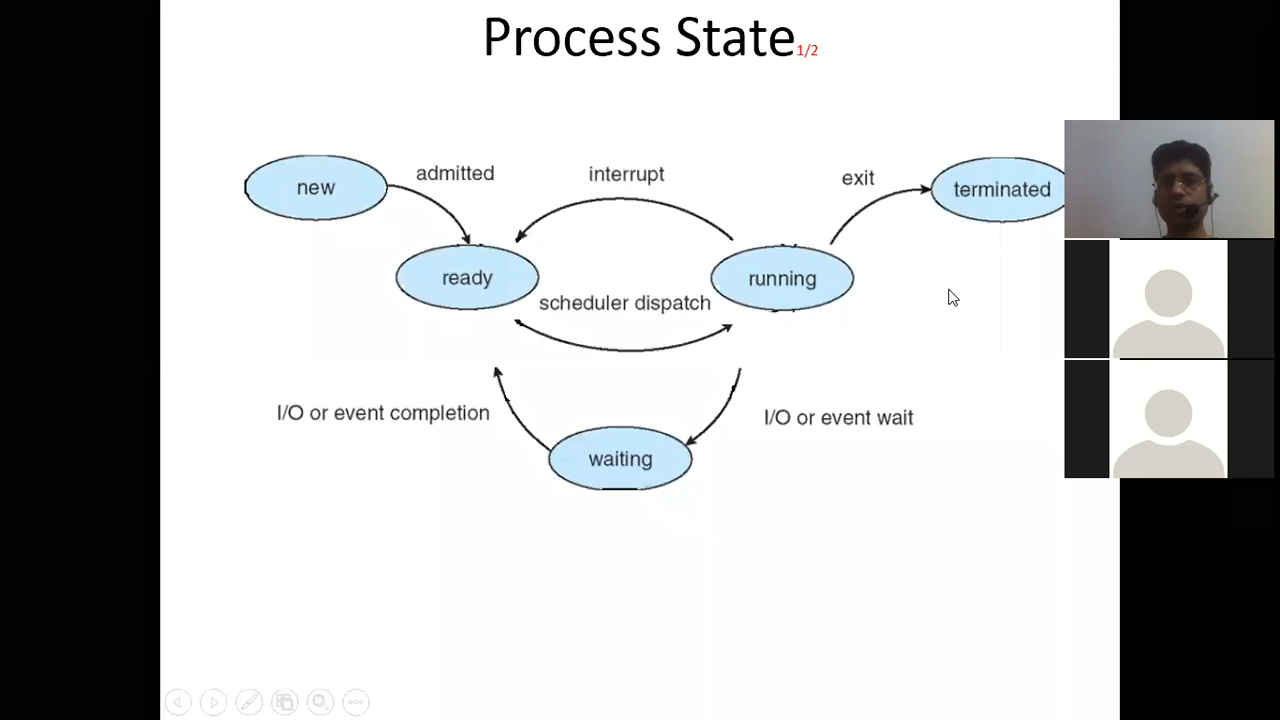 Process State1/2
new
admitted
interrupt
exit
terminated
ready
running
scheduler dispatch
I/O or event completion
I/O or event wait
waiting